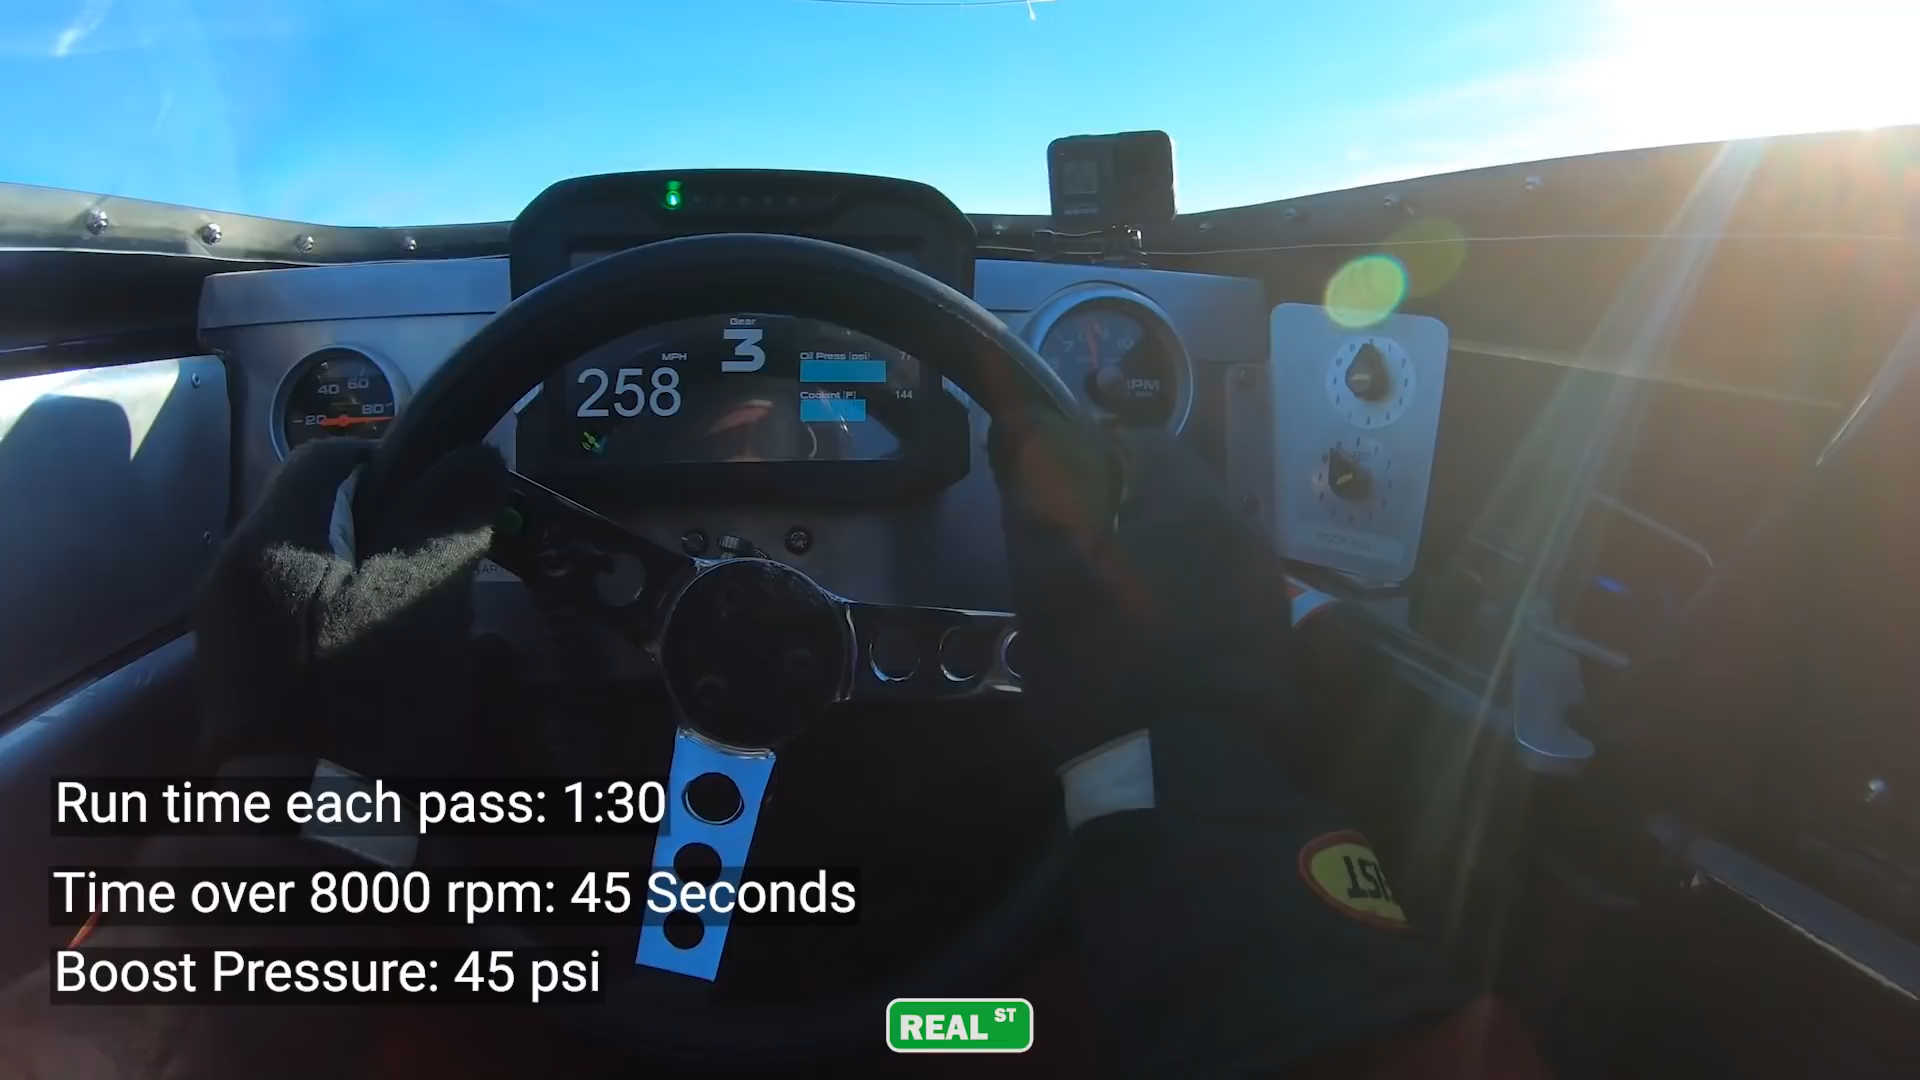 Gear
3
MPH
258
Oil Press (psi)
Coolant (F)
144
40 60
20
80
RPM
Run time each pass: 1:30
Time over 8000 rpm: 45 Seconds
Boost Pressure: 45 psi
REAL ST